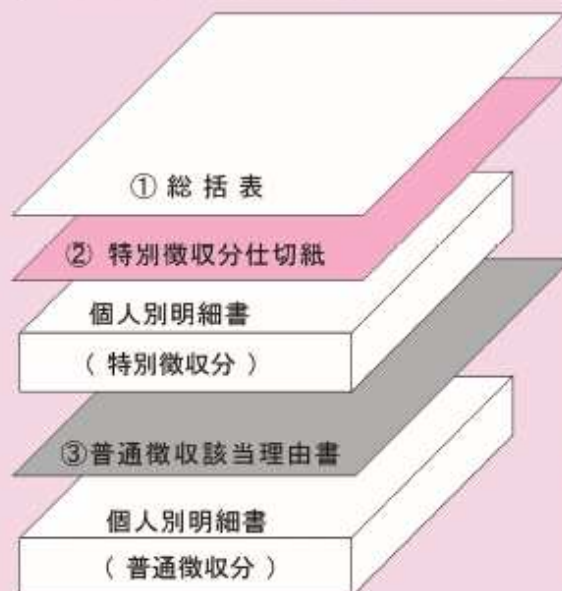 ① 総括表
② 特別徴収分仕切紙
個人別明細書
（特別徴収分）
③普通徴収該当理由書
個人別明細書
（普通徴収分）